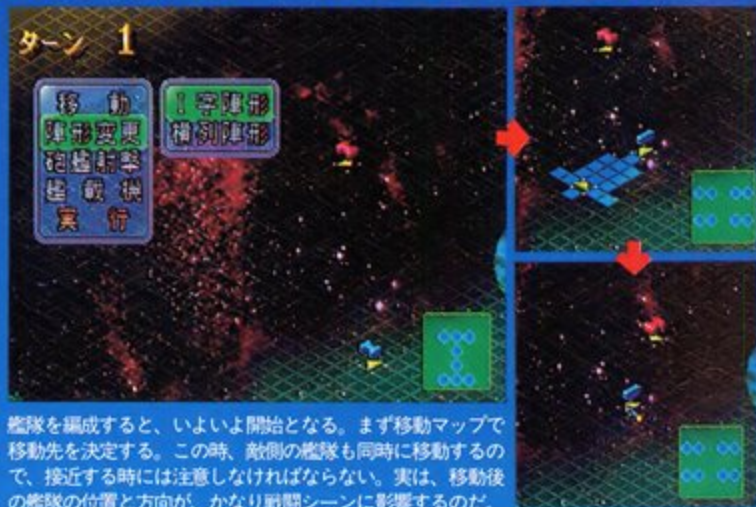 ターン 1
移動
陣形変更
砲艦射撃
艦載機
実行
I字陣形
横列陣形
艦隊を編成すると、いよいよ開始となる。まず移動マップで
移動先を決定する。この時、敵側の艦隊も同時に移動するの
で、接近する時には注意しなければならない。実は、移動後
の艦隊の位置と方向が、かなり戦闘シーンに影響するのだ。